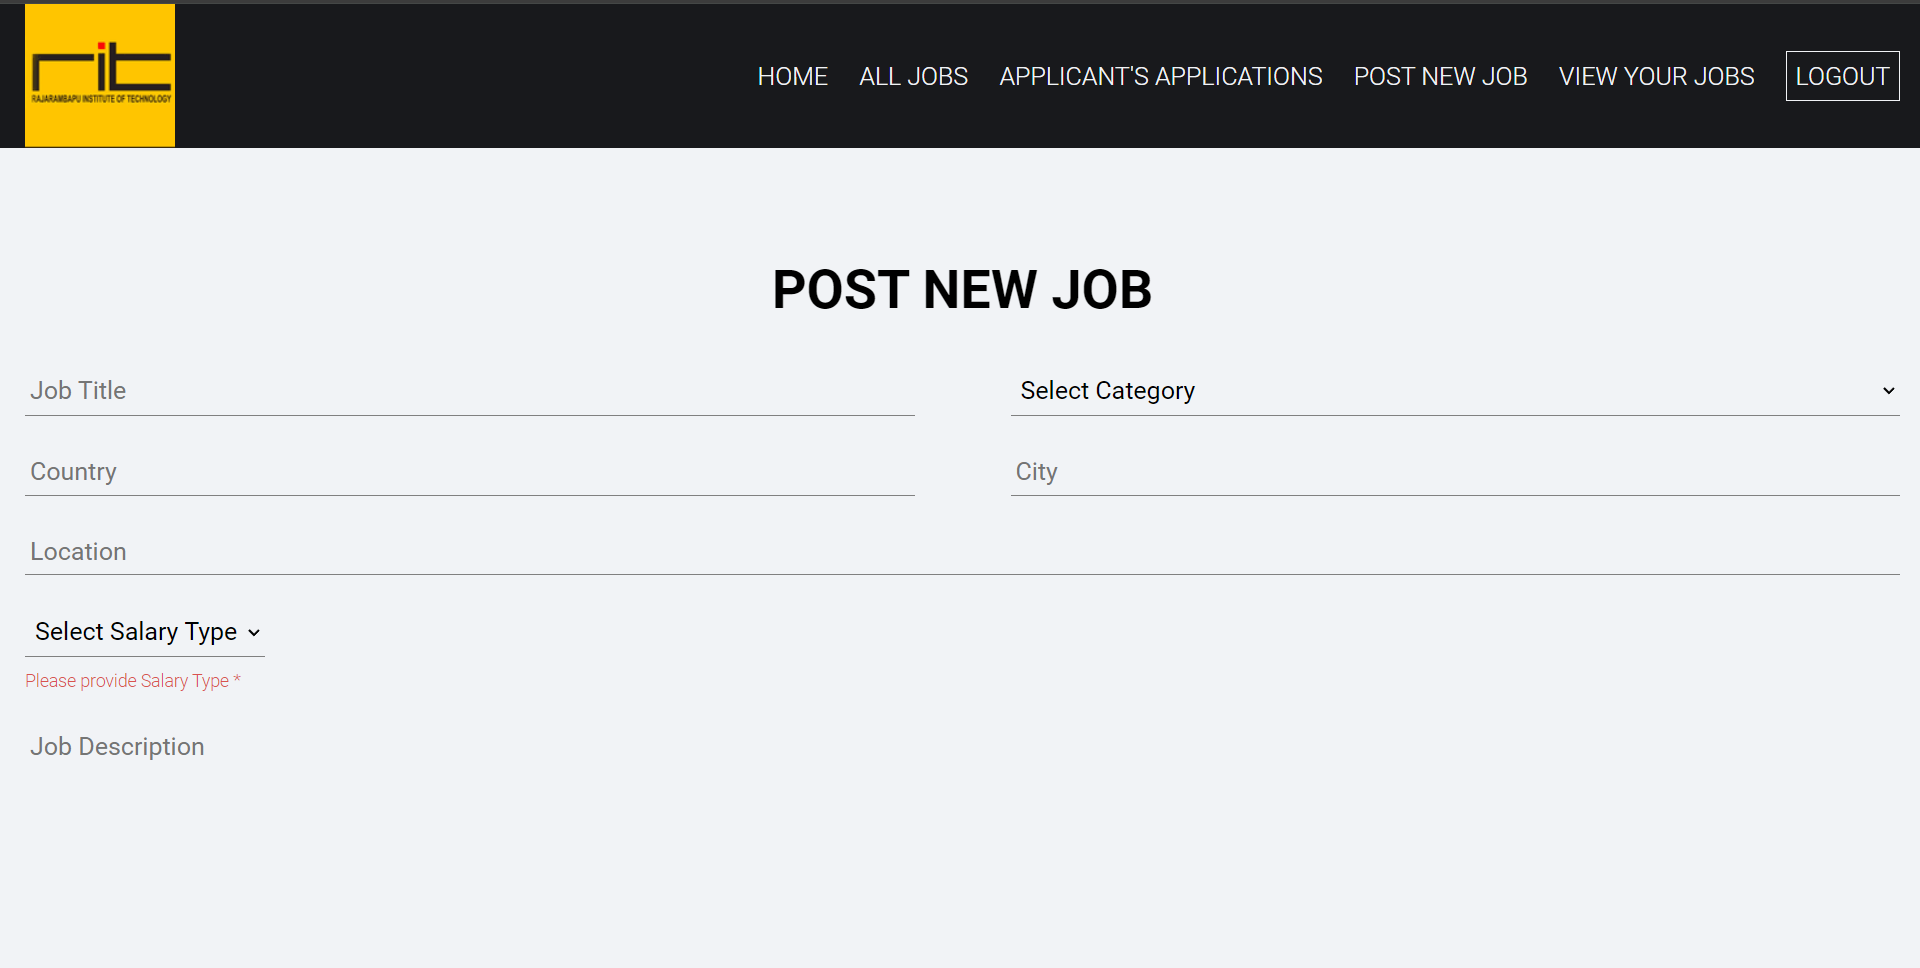 rit
RAJARAMBAPU INSTITUTE OF TECHNOLOGY
HOME ALL JOBS APPLICANT'S APPLICATIONS POST NEW JOB VIEW YOUR JOBS LOGOUT
POST NEW JOB
Job Title Select Category
Country City
Location
Select Salary Type
Please provide Salary Type *
Job Description